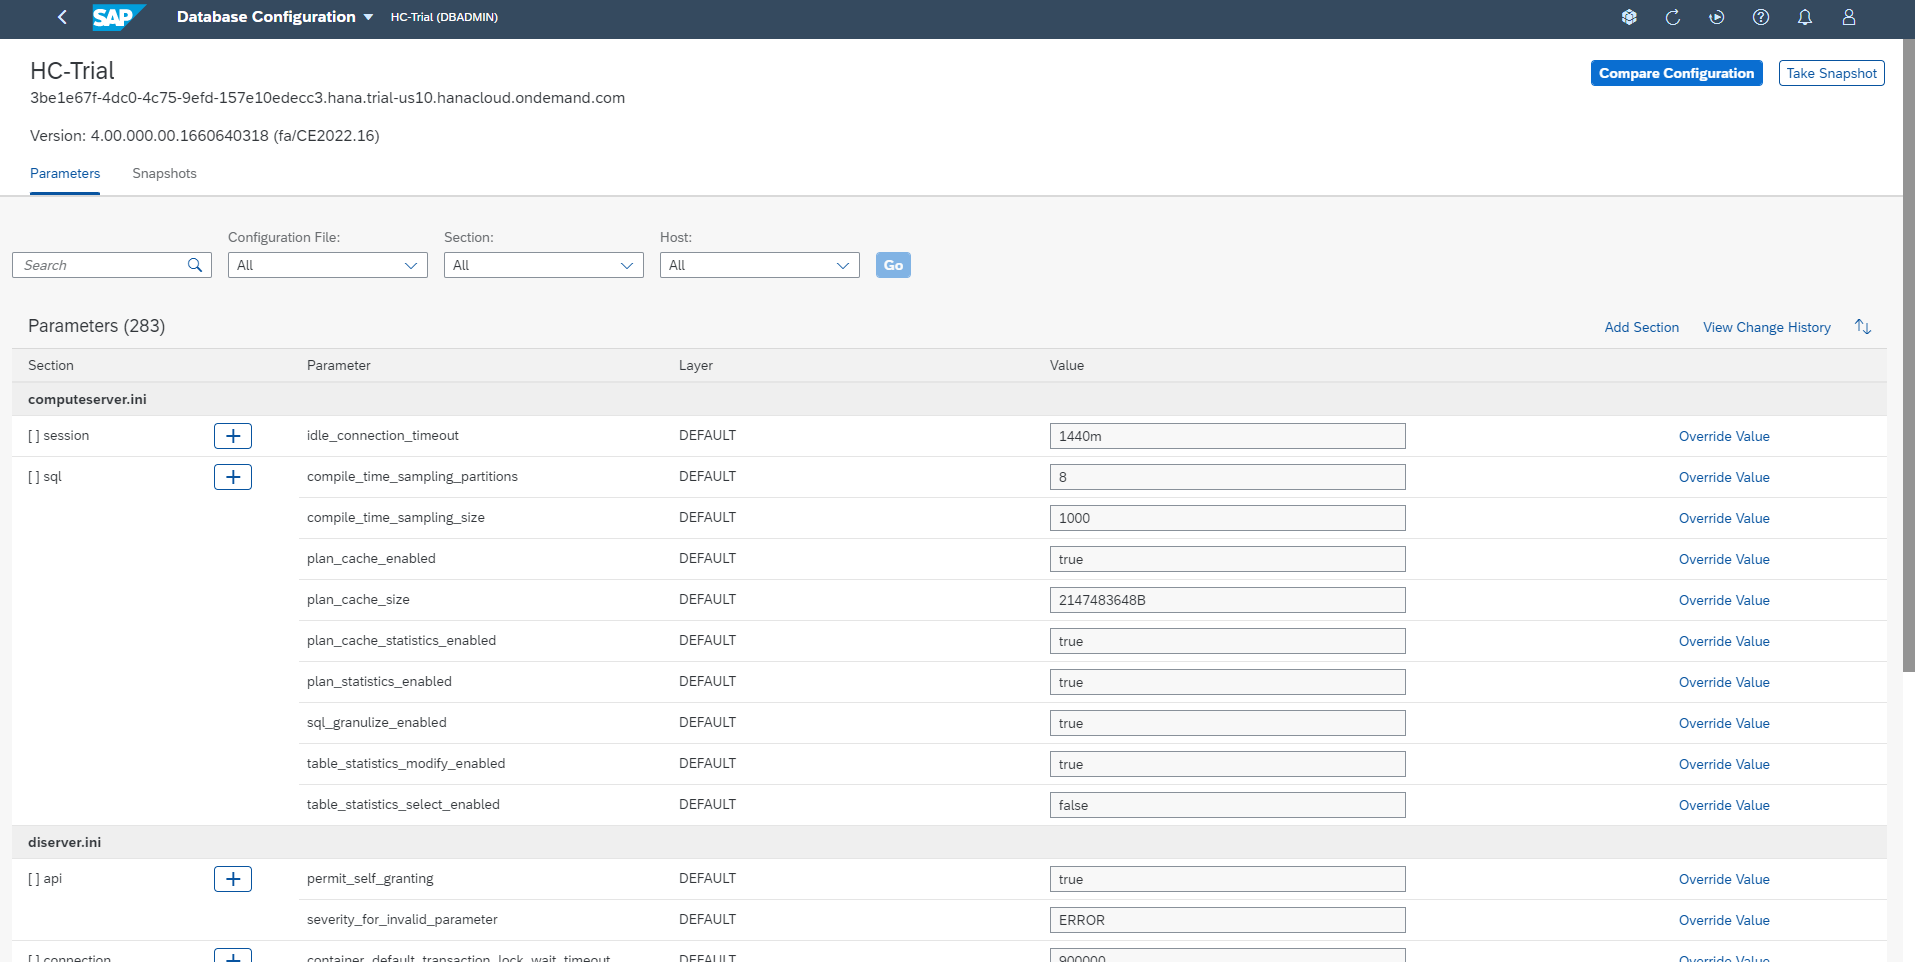 SAP Database Configuration HC-Trial (DBADMIN)
HC-Trial
Compare Configuration Take Snapshot
3be1e67f-4dc0-4c75-9efd-157e10edecc3.hana.trial-us10.hanacloud.ondemand.com
Version: 4.00.000.00.1660640318 (fa/CE2022.16)
Parameters Snapshots
Configuration File: Section: Host:
Search All All All Go
Parameters (283) Add Section View Change History
Section Parameter Layer Value
computeserver.ini
[ ] session idle_connection_timeout DEFAULT 1440m Override Value
[ ] sql compile_time_sampling_partitions DEFAULT 8 Override Value
compile_time_sampling_size DEFAULT 1000 Override Value
plan_cache_enabled DEFAULT true Override Value
plan_cache_size DEFAULT 2147483648B Override Value
plan_cache_statistics_enabled DEFAULT true Override Value
plan_statistics_enabled DEFAULT true Override Value
sql_granulize_enabled DEFAULT true Override Value
table_statistics_modify_enabled DEFAULT true Override Value
table_statistics_select_enabled DEFAULT false Override Value
diserver.ini
[ ] api permit_self_granting DEFAULT true Override Value
severity_for_invalid_parameter DEFAULT ERROR Override Value
[ ] connection container_default_transaction_lock_wait_timeout DEFAULT 900000 Override Value